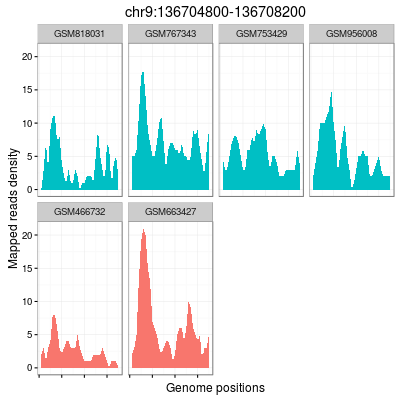 chr9:136704800-136708200
GSM818031 GSM767343 GSM753429 GSM956008
20
15
10
5
0
GSM466732 GSM663427
20
15
10
5
0
Mapped reads density
Genome positions